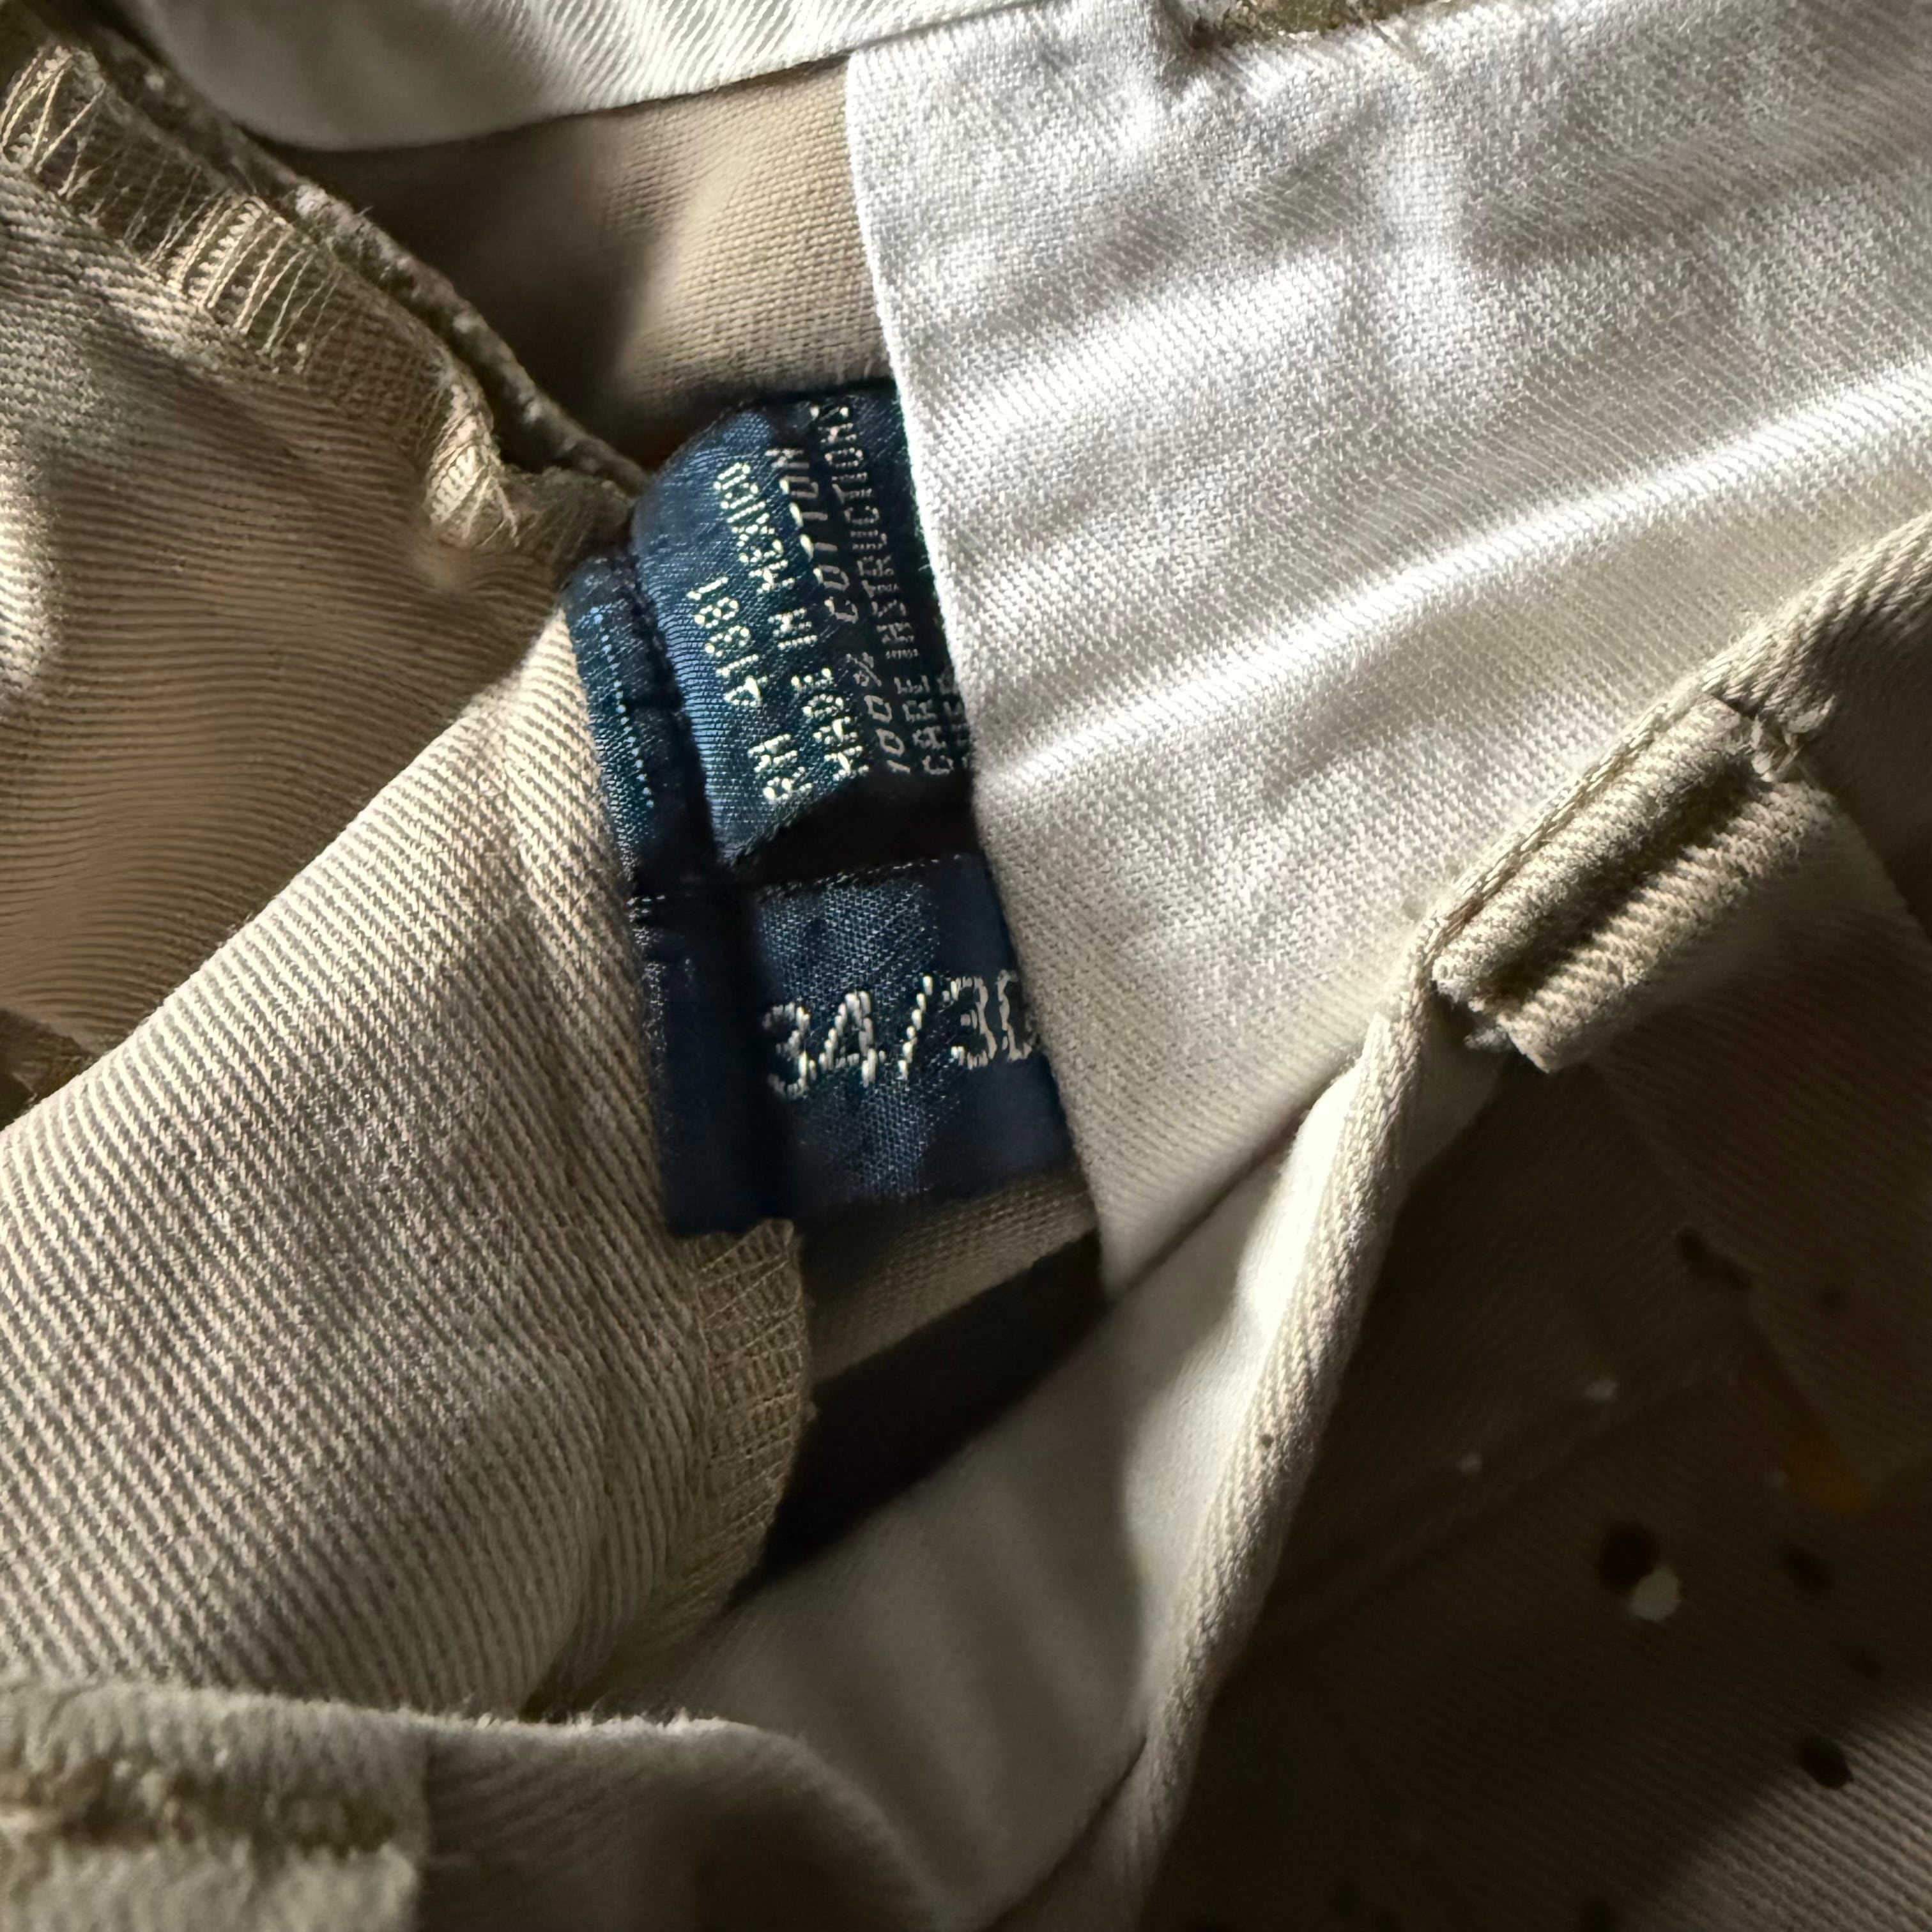 RN 41381
MADE IN MEXICO
100% COTTON
CARE INSTRUCTIONS
34/30